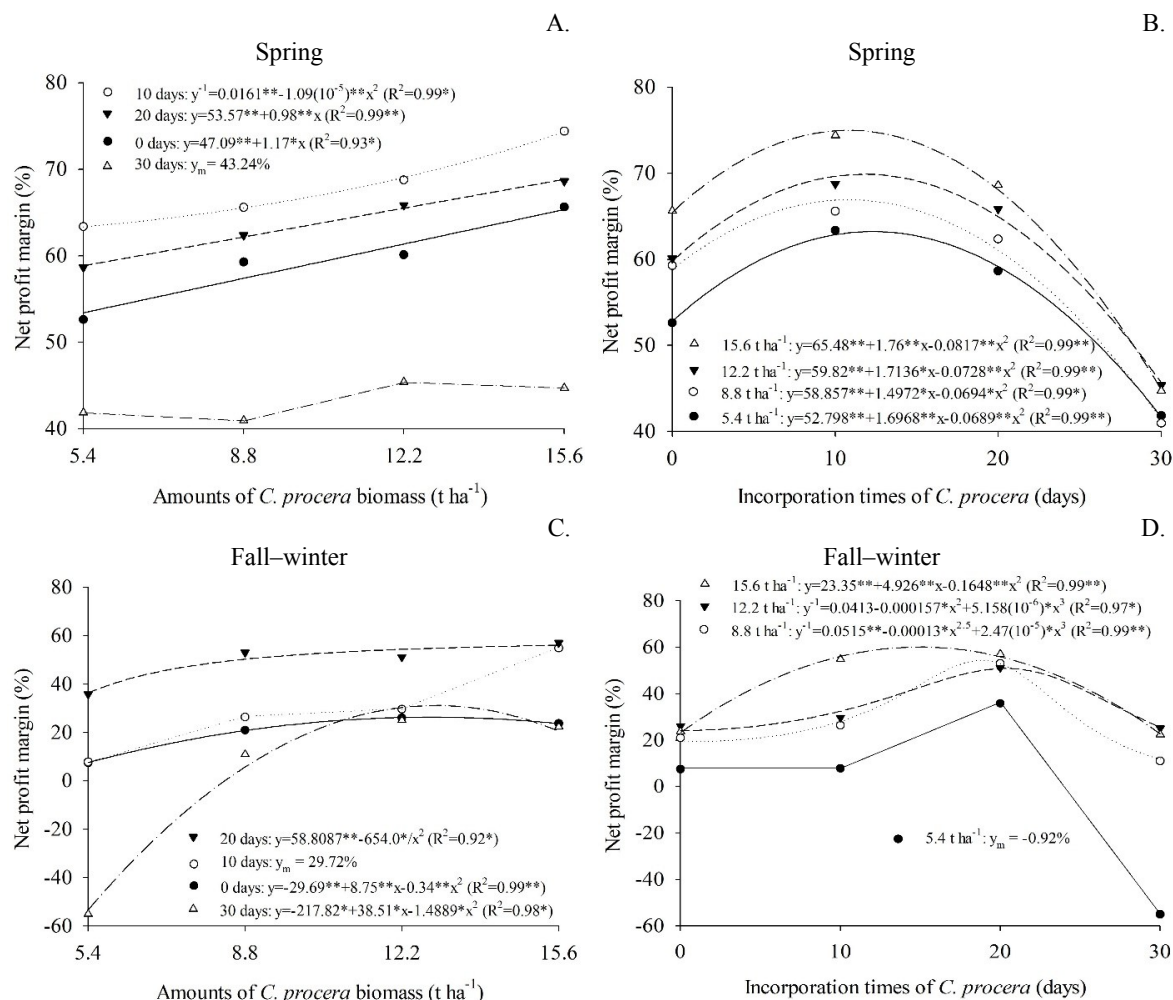 A.
Spring
Net profit margin (%)
80
70
60
50
40
10 days: y⁻¹=0.0161**-1.09(10⁻⁵)**x² (R²=0.99*)
20 days: y=53.57**+0.98**x (R²=0.99**)
0 days: y=47.09**+1.17*x (R²=0.93*)
30 days: yₘ = 43.24%
5.4 8.8 12.2 15.6
Amounts of C. procera biomass (t ha⁻¹)
B.
Spring
Net profit margin (%)
80
70
60
50
40
15.6 t ha⁻¹: y=65.48**+1.76**x-0.0817**x² (R²=0.99**)
12.2 t ha⁻¹: y=59.82**+1.7136*x-0.0728**x² (R²=0.99**)
8.8 t ha⁻¹: y=58.857**+1.4972*x-0.0694*x² (R²=0.99*)
5.4 t ha⁻¹: y=52.798**+1.6968**x-0.0689**x² (R²=0.99**)
0 10 20 30
Incorporation times of C. procera (days)
C.
Fall–winter
Net profit margin (%)
80
60
40
20
0
-20
-40
-60
20 days: y=58.8087**-654.0*/x² (R²=0.92*)
10 days: yₘ = 29.72%
0 days: y=-29.69**+8.75**x-0.34**x² (R²=0.99**)
30 days: y=-217.82*+38.51*x-1.4889*x² (R²=0.98*)
5.4 8.8 12.2 15.6
Amounts of C. procera biomass (t ha⁻¹)
D.
Fall–winter
15.6 t ha⁻¹: y=23.35**+4.926**x-0.1648**x² (R²=0.99**)
12.2 t ha⁻¹: y⁻¹=0.0413-0.000157*x²+5.158(10⁻⁶)*x³ (R²=0.97*)
8.8 t ha⁻¹: y⁻¹=0.0515**-0.00013*x²·⁵+2.47(10⁻⁵)*x³ (R²=0.99**)
Net profit margin (%)
80
60
40
20
0
-20
-40
-60
5.4 t ha⁻¹: yₘ = -0.92%
0 10 20 30
Incorporation times of C. procera (days)